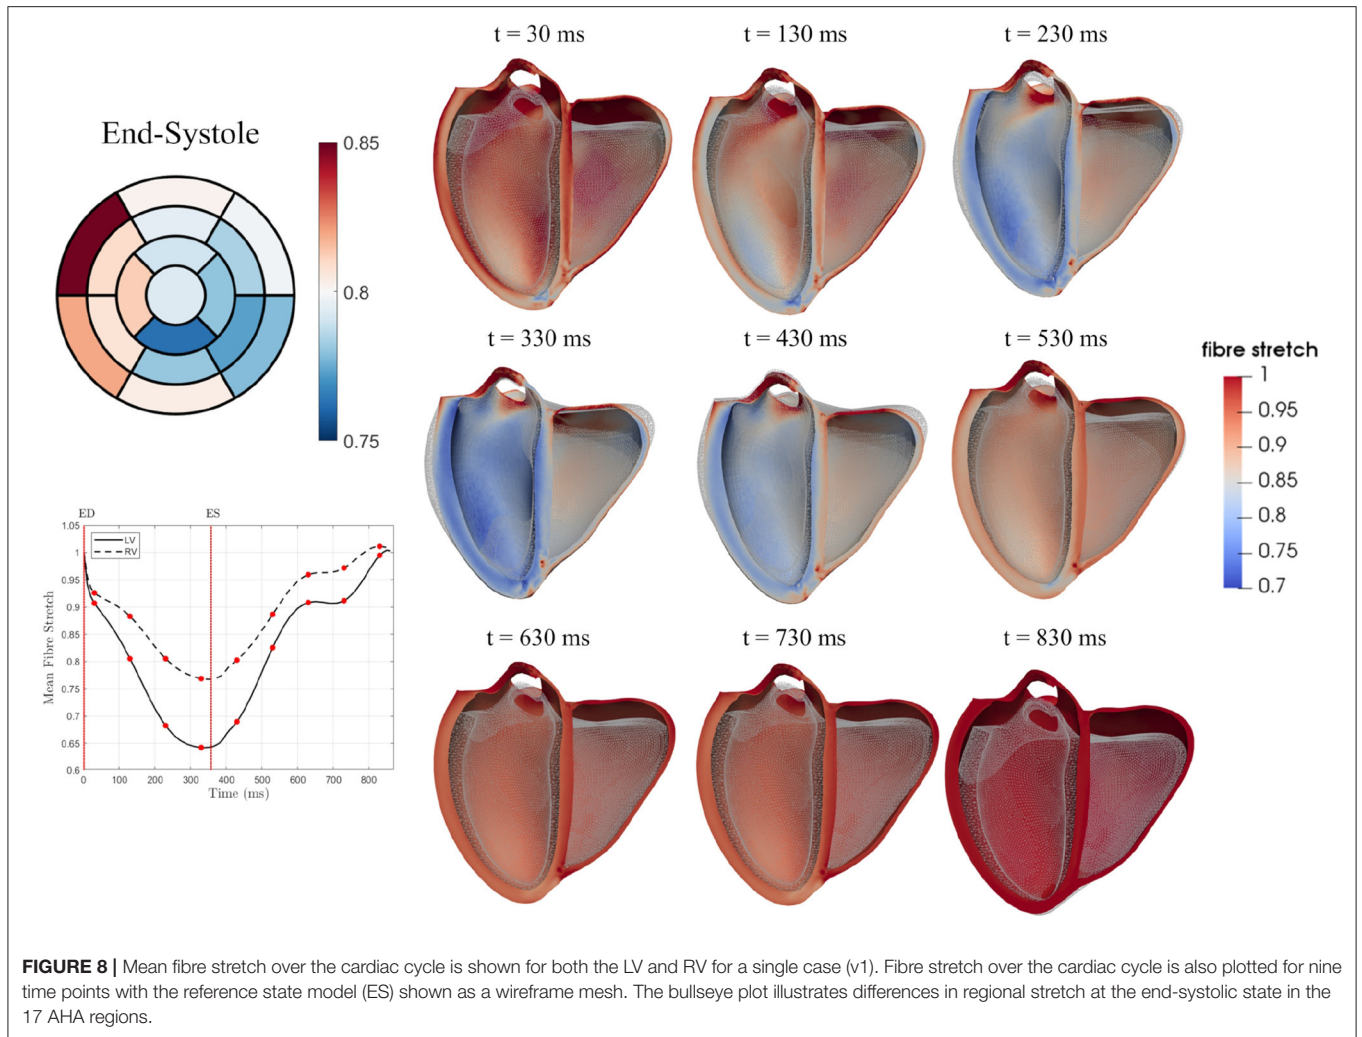 t = 30 ms
t = 130 ms
t = 230 ms
End-Systole
0.85
0.8
0.75
t = 330 ms
t = 430 ms
t = 530 ms
fibre stretch
1
0.95
0.9
0.85
0.8
0.75
0.7
ED
ES
1.05
1
0.95
0.9
0.85
0.8
0.75
0.7
0.65
0.6
LV
RV
Mean Fibre Stretch
0
100
200
300
400
500
600
700
800
Time (ms)
t = 630 ms
t = 730 ms
t = 830 ms
FIGURE 8 | Mean fibre stretch over the cardiac cycle is shown for both the LV and RV for a single case (v1). Fibre stretch over the cardiac cycle is also plotted for nine
time points with the reference state model (ES) shown as a wireframe mesh. The bullseye plot illustrates differences in regional stretch at the end-systolic state in the
17 AHA regions.